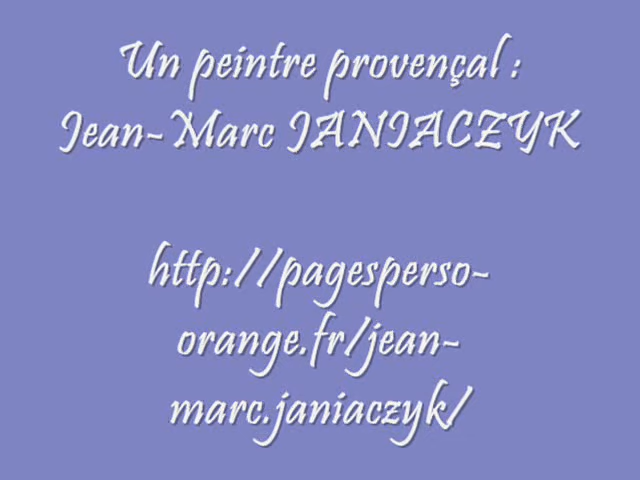 Un peintre provençal :
Jean-Marc JANIACZYK
http://pagesperso-
orange.fr/jean-
marc.janiaczyk/